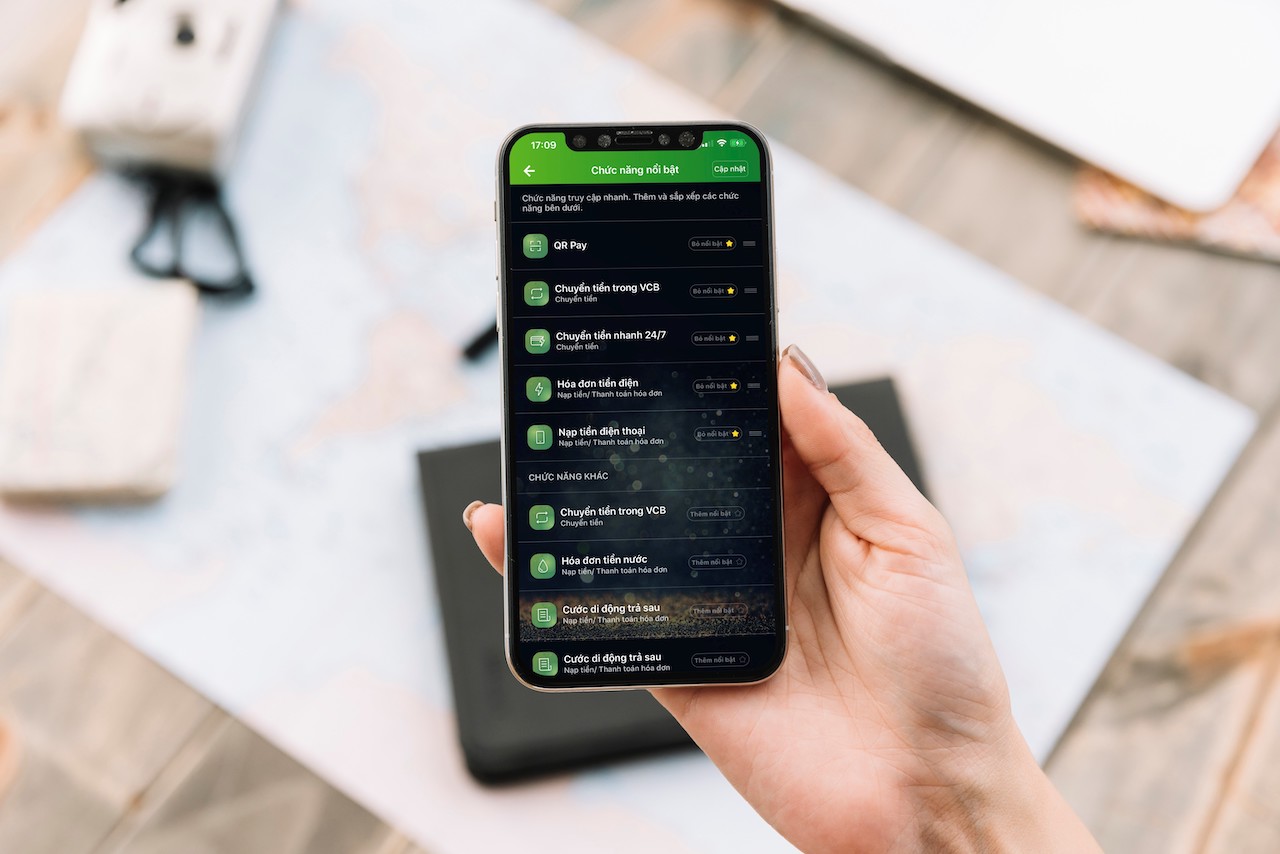 17:09
Chức năng nổi bật
Cập nhật
Chức năng truy cập nhanh. Thêm và sắp xếp các chức
năng bên dưới.
QR Pay
Bỏ nổi bật
Chuyển tiền trong VCB
Chuyển tiền
Bỏ nổi bật
Chuyển tiền nhanh 24/7
Chuyển tiền
Bỏ nổi bật
Hóa đơn tiền điện
Nạp tiền/ Thanh toán hóa đơn
Bỏ nổi bật
Nạp tiền điện thoại
Nạp tiền/ Thanh toán hóa đơn
Bỏ nổi bật
CHỨC NĂNG KHÁC
Chuyển tiền trong VCB
Chuyển tiền
Thêm nổi bật
Hóa đơn tiền nước
Nạp tiền/ Thanh toán hóa đơn
Thêm nổi bật
Cước di động trả sau
Nạp tiền/ Thanh toán hóa đơn
Thêm nổi bật
Cước di động trả sau
Nạp tiền/ Thanh toán hóa đơn
Thêm nổi bật